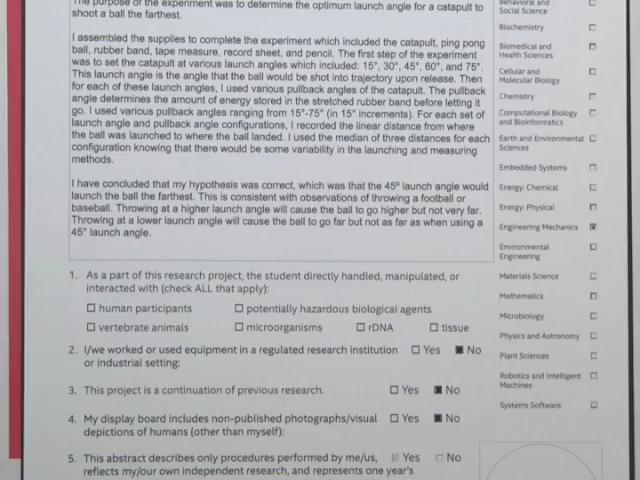 The purpose of the experiment was to determine the optimum launch angle for a catapult to
shoot a ball the farthest.
I assembled the supplies to complete the experiment which included the catapult, ping pong
ball, rubber band, tape measure, record sheet, and pencil. The first step of the experiment
was to set the catapult at various launch angles which included: 15°, 30°, 45°, 60°, and 75°.
This launch angle is the angle that the ball would be shot into trajectory upon release. Then
for each of these launch angles, I used various pullback angles of the catapult. The pullback
angle determines the amount of energy stored in the stretched rubber band before letting it
go. I used various pullback angles ranging from 15°-75° (in 15° increments). For each set of
launch angle and pullback angle configurations, I recorded the linear distance from where
the ball was launched to where the ball landed. I used the median of three distances for each
configuration knowing that there would be some variability in the launching and measuring
methods.
I have concluded that my hypothesis was correct, which was that the 45° launch angle would
launch the ball the farthest. This is consistent with observations of throwing a football or
baseball. Throwing at a higher launch angle will cause the ball to go higher but not very far.
Throwing at a lower launch angle will cause the ball to go far but not as far as when using a
45° launch angle.
1. As a part of this research project, the student directly handled, manipulated, or
interacted with (check ALL that apply):
☐ human participants ☐ potentially hazardous biological agents
☐ vertebrate animals ☐ microorganisms ☐ rDNA ☐ tissue
2. I/we worked or used equipment in a regulated research institution ☐ Yes ■ No
or industrial setting:
3. This project is a continuation of previous research. ☐ Yes ■ No
4. My display board includes non-published photographs/visual ☐ Yes ■ No
depictions of humans (other than myself):
5. This abstract describes only procedures performed by me/us, ☑ Yes ☐ No
reflects my/our own independent research, and represents one year's
Behavioral and
Social Science
Biochemistry
Biomedical and
Health Sciences
Cellular and
Molecular Biology
Chemistry
Computational Biology
and Bioinformatics
Earth and Environmental
Sciences
Embedded Systems
Energy: Chemical
Energy: Physical
Engineering Mechanics
Environmental
Engineering
Materials Science
Mathematics
Microbiology
Physics and Astronomy
Plant Sciences
Robotics and Intelligent
Machines
Systems Software